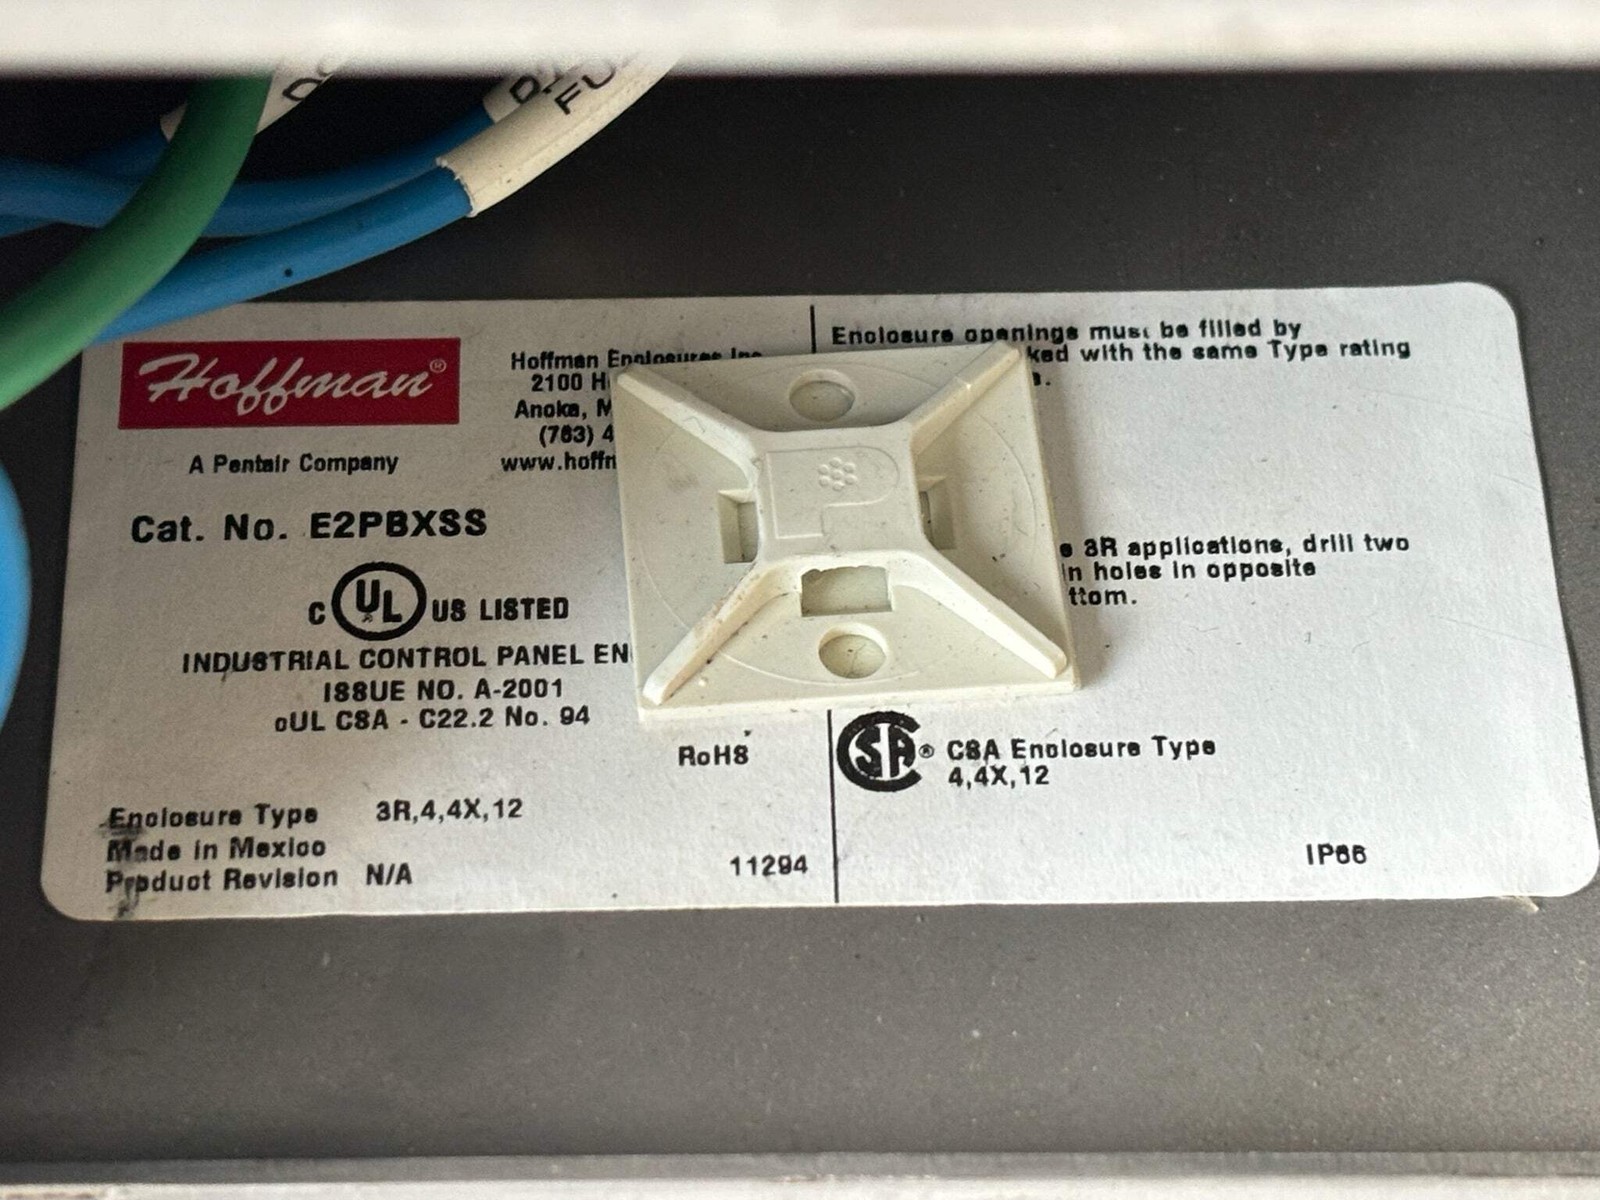 FU
Hoffman®
A Pentair Company
Hoffman Enclosures Inc
2100 H
Anoka, M
(763) 4
www.hoffm
Cat. No. E2PBXSS
C UL US LISTED
INDUSTRIAL CONTROL PANEL EN
ISSUE NO. A-2001
cUL CSA - C22.2 No. 94
RoHS
Enclosure Type 3R,4,4X,12
Made in Mexico
Product Revision N/A
11294
Enclosure openings must be filled by
ked with the same Type rating
3R applications, drill two
in holes in opposite
ttom.
CSA® CSA Enclosure Type
4,4X,12
IP66